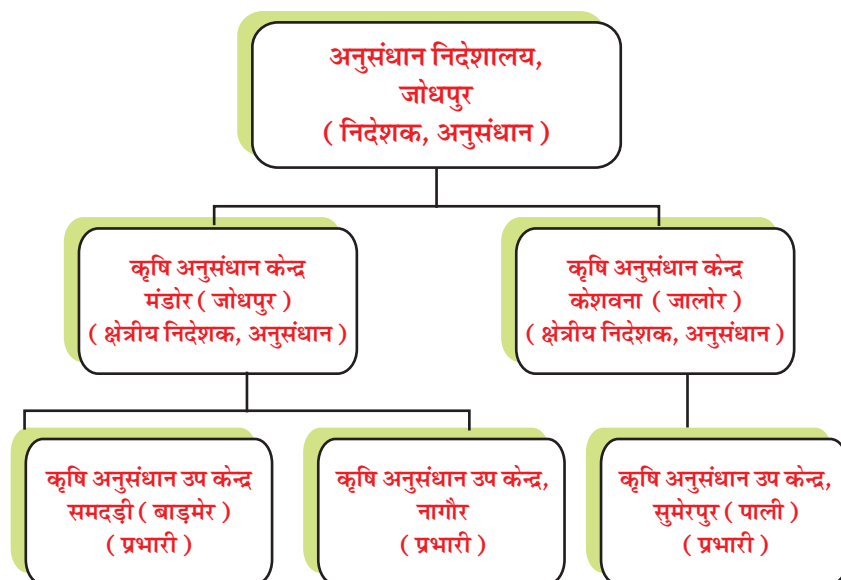 अनुसंधान निदेशालय,
जोधपुर
( निदेशक, अनुसंधान )
कृषि अनुसंधान केन्द्र
मंडोर ( जोधपुर )
( क्षेत्रीय निदेशक, अनुसंधान )
कृषि अनुसंधान केन्द्र
केशवना ( जालोर )
( क्षेत्रीय निदेशक, अनुसंधान )
कृषि अनुसंधान उप केन्द्र
समदड़ी ( बाड़मेर )
( प्रभारी )
कृषि अनुसंधान उप केन्द्र,
नागौर
( प्रभारी )
कृषि अनुसंधान उप केन्द्र,
सुमेरपुर ( पाली )
( प्रभारी )